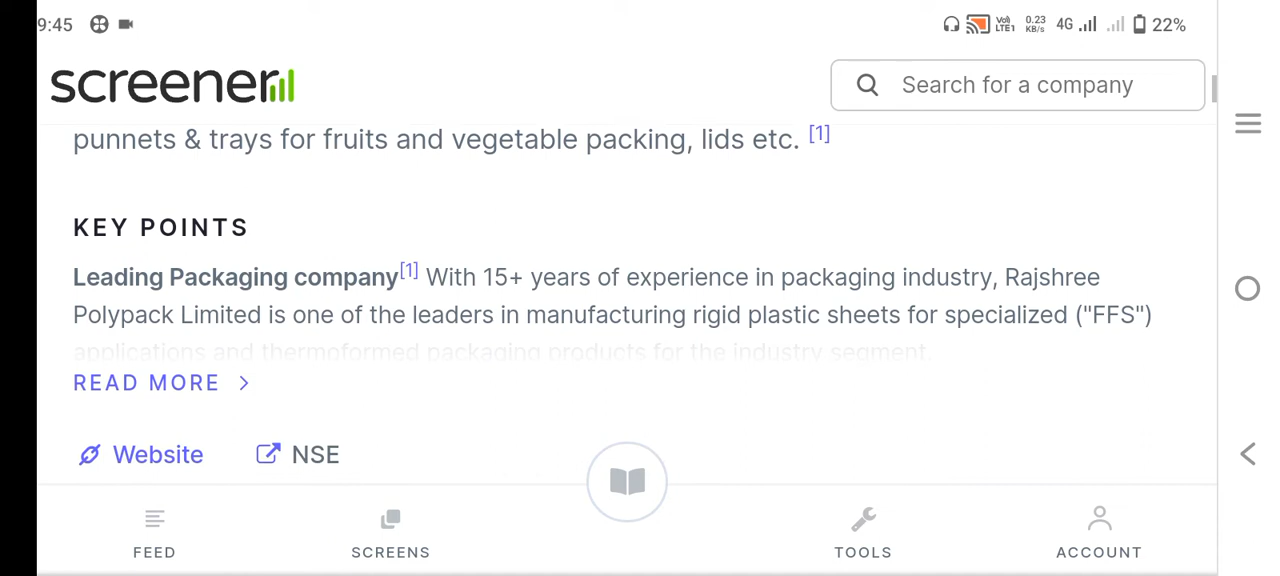 9:45 Vo) LTE1 0.23 KB/s 4G 22%
screener Search for a company
punnets & trays for fruits and vegetable packing, lids etc. [1]
KEY POINTS
Leading Packaging company[1] With 15+ years of experience in packaging industry, Rajshree
Polypack Limited is one of the leaders in manufacturing rigid plastic sheets for specialized ("FFS")
applications and thermoformed packaging products for the industry segment.
READ MORE
Website NSE
FEED SCREENS TOOLS ACCOUNT